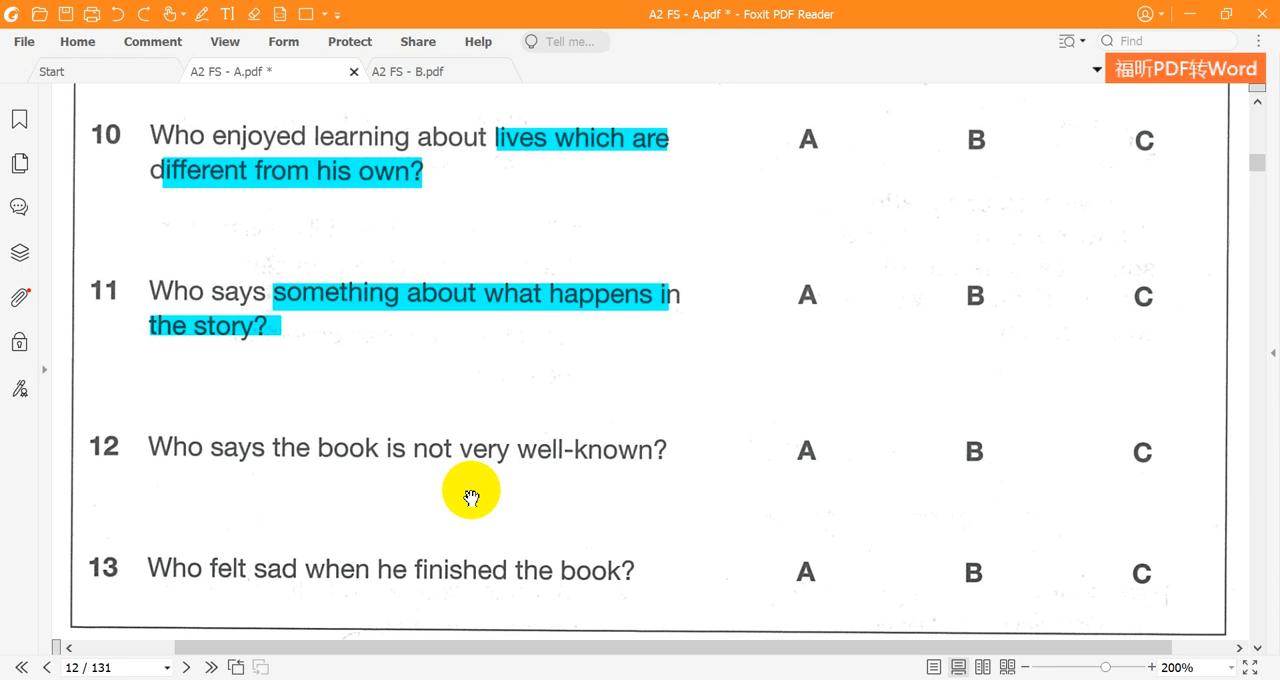 A2 FS - A.pdf * - Foxit PDF Reader
File Home Comment View Form Protect Share Help Tell me... Find
Start A2 FS - A.pdf * A2 FS - B.pdf 福昕PDF转Word
10 Who enjoyed learning about lives which are A B C
different from his own?
11 Who says something about what happens in A B C
the story?
12 Who says the book is not very well-known? A B C
13 Who felt sad when he finished the book? A B C
12 / 131 200%